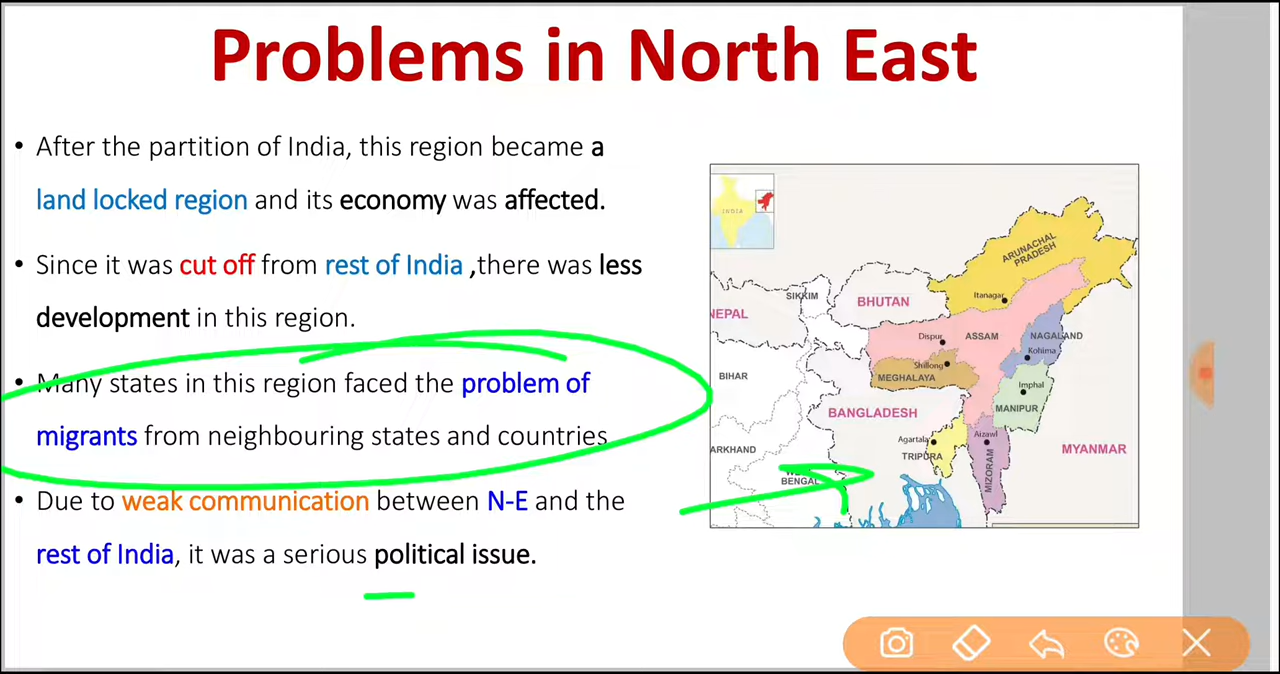 Problems in North East
• After the partition of India, this region became a
land locked region and its economy was affected.
• Since it was cut off from rest of India ,there was less
development in this region.
• Many states in this region faced the problem of
migrants from neighbouring states and countries
• Due to weak communication between N-E and the
rest of India, it was a serious political issue.
INDIA
ARUNACHAL
PRADESH
Itanagar
SIKKIM
BHUTAN
NEPAL
Dispur
ASSAM
NAGALAND
Kohima
Shillong
MEGHALAYA
BIHAR
Imphal
MANIPUR
BANGLADESH
Agartala
Aizawl
TRIPURA
MIZORAM
MYANMAR
ARKHAND
BENGAL